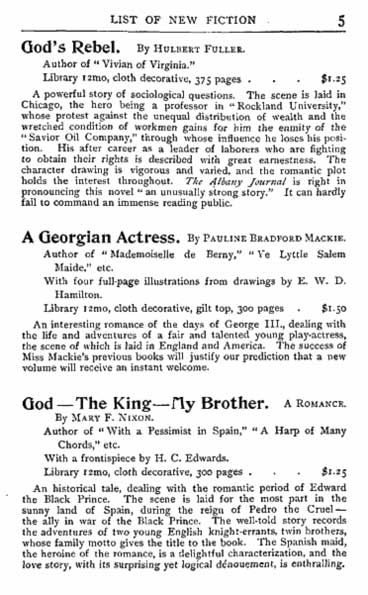 LIST OF NEW FICTION 5
God's Rebel. By HULBERT FULLER.
Author of "Vivian of Virginia."
Library 12mo, cloth decorative, 375 pages . . . $1.25
A powerful story of sociological questions. The scene is laid in
Chicago, the hero being a professor in "Rockland University,"
whose protest against the unequal distribution of wealth and the
wretched condition of workmen gains for him the enmity of the
"Savior Oil Company," through whose influence he loses his posi-
tion. His after career as a leader of laborers who are fighting
to obtain their rights is described with great earnestness. The
character drawing is vigorous and varied, and the romantic plot
holds the interest throughout. The Albany Journal is right in
pronouncing this novel "an unusually strong story." It can hardly
fail to command an immense reading public.
A Georgian Actress. By PAULINE BRADFORD MACKIE.
Author of "Mademoiselle de Berny," "Ye Lyttle Salem
Maide," etc.
With four full-page illustrations from drawings by E. W. D.
Hamilton.
Library 12mo, cloth decorative, gilt top, 300 pages . $1.50
An interesting romance of the days of George III., dealing with
the life and adventures of a fair and talented young play-actress,
the scene of which is laid in England and America. The success of
Miss Mackie's previous books will justify our prediction that a new
volume will receive an instant welcome.
God—The King—My Brother. A ROMANCE.
By MARY F. NIXON.
Author of "With a Pessimist in Spain," "A Harp of Many
Chords," etc.
With a frontispiece by H. C. Edwards.
Library 12mo, cloth decorative, 300 pages . . . $1.25
An historical tale, dealing with the romantic period of Edward
the Black Prince. The scene is laid for the most part in the
sunny land of Spain, during the reign of Pedro the Cruel—
the ally in war of the Black Prince. The well-told story records
the adventures of two young English knight-errants, twin brothers,
whose family motto gives the title to the book. The Spanish maid,
the heroine of the romance, is a delightful characterization, and the
love story, with its surprising yet logical dénouement, is enthralling.